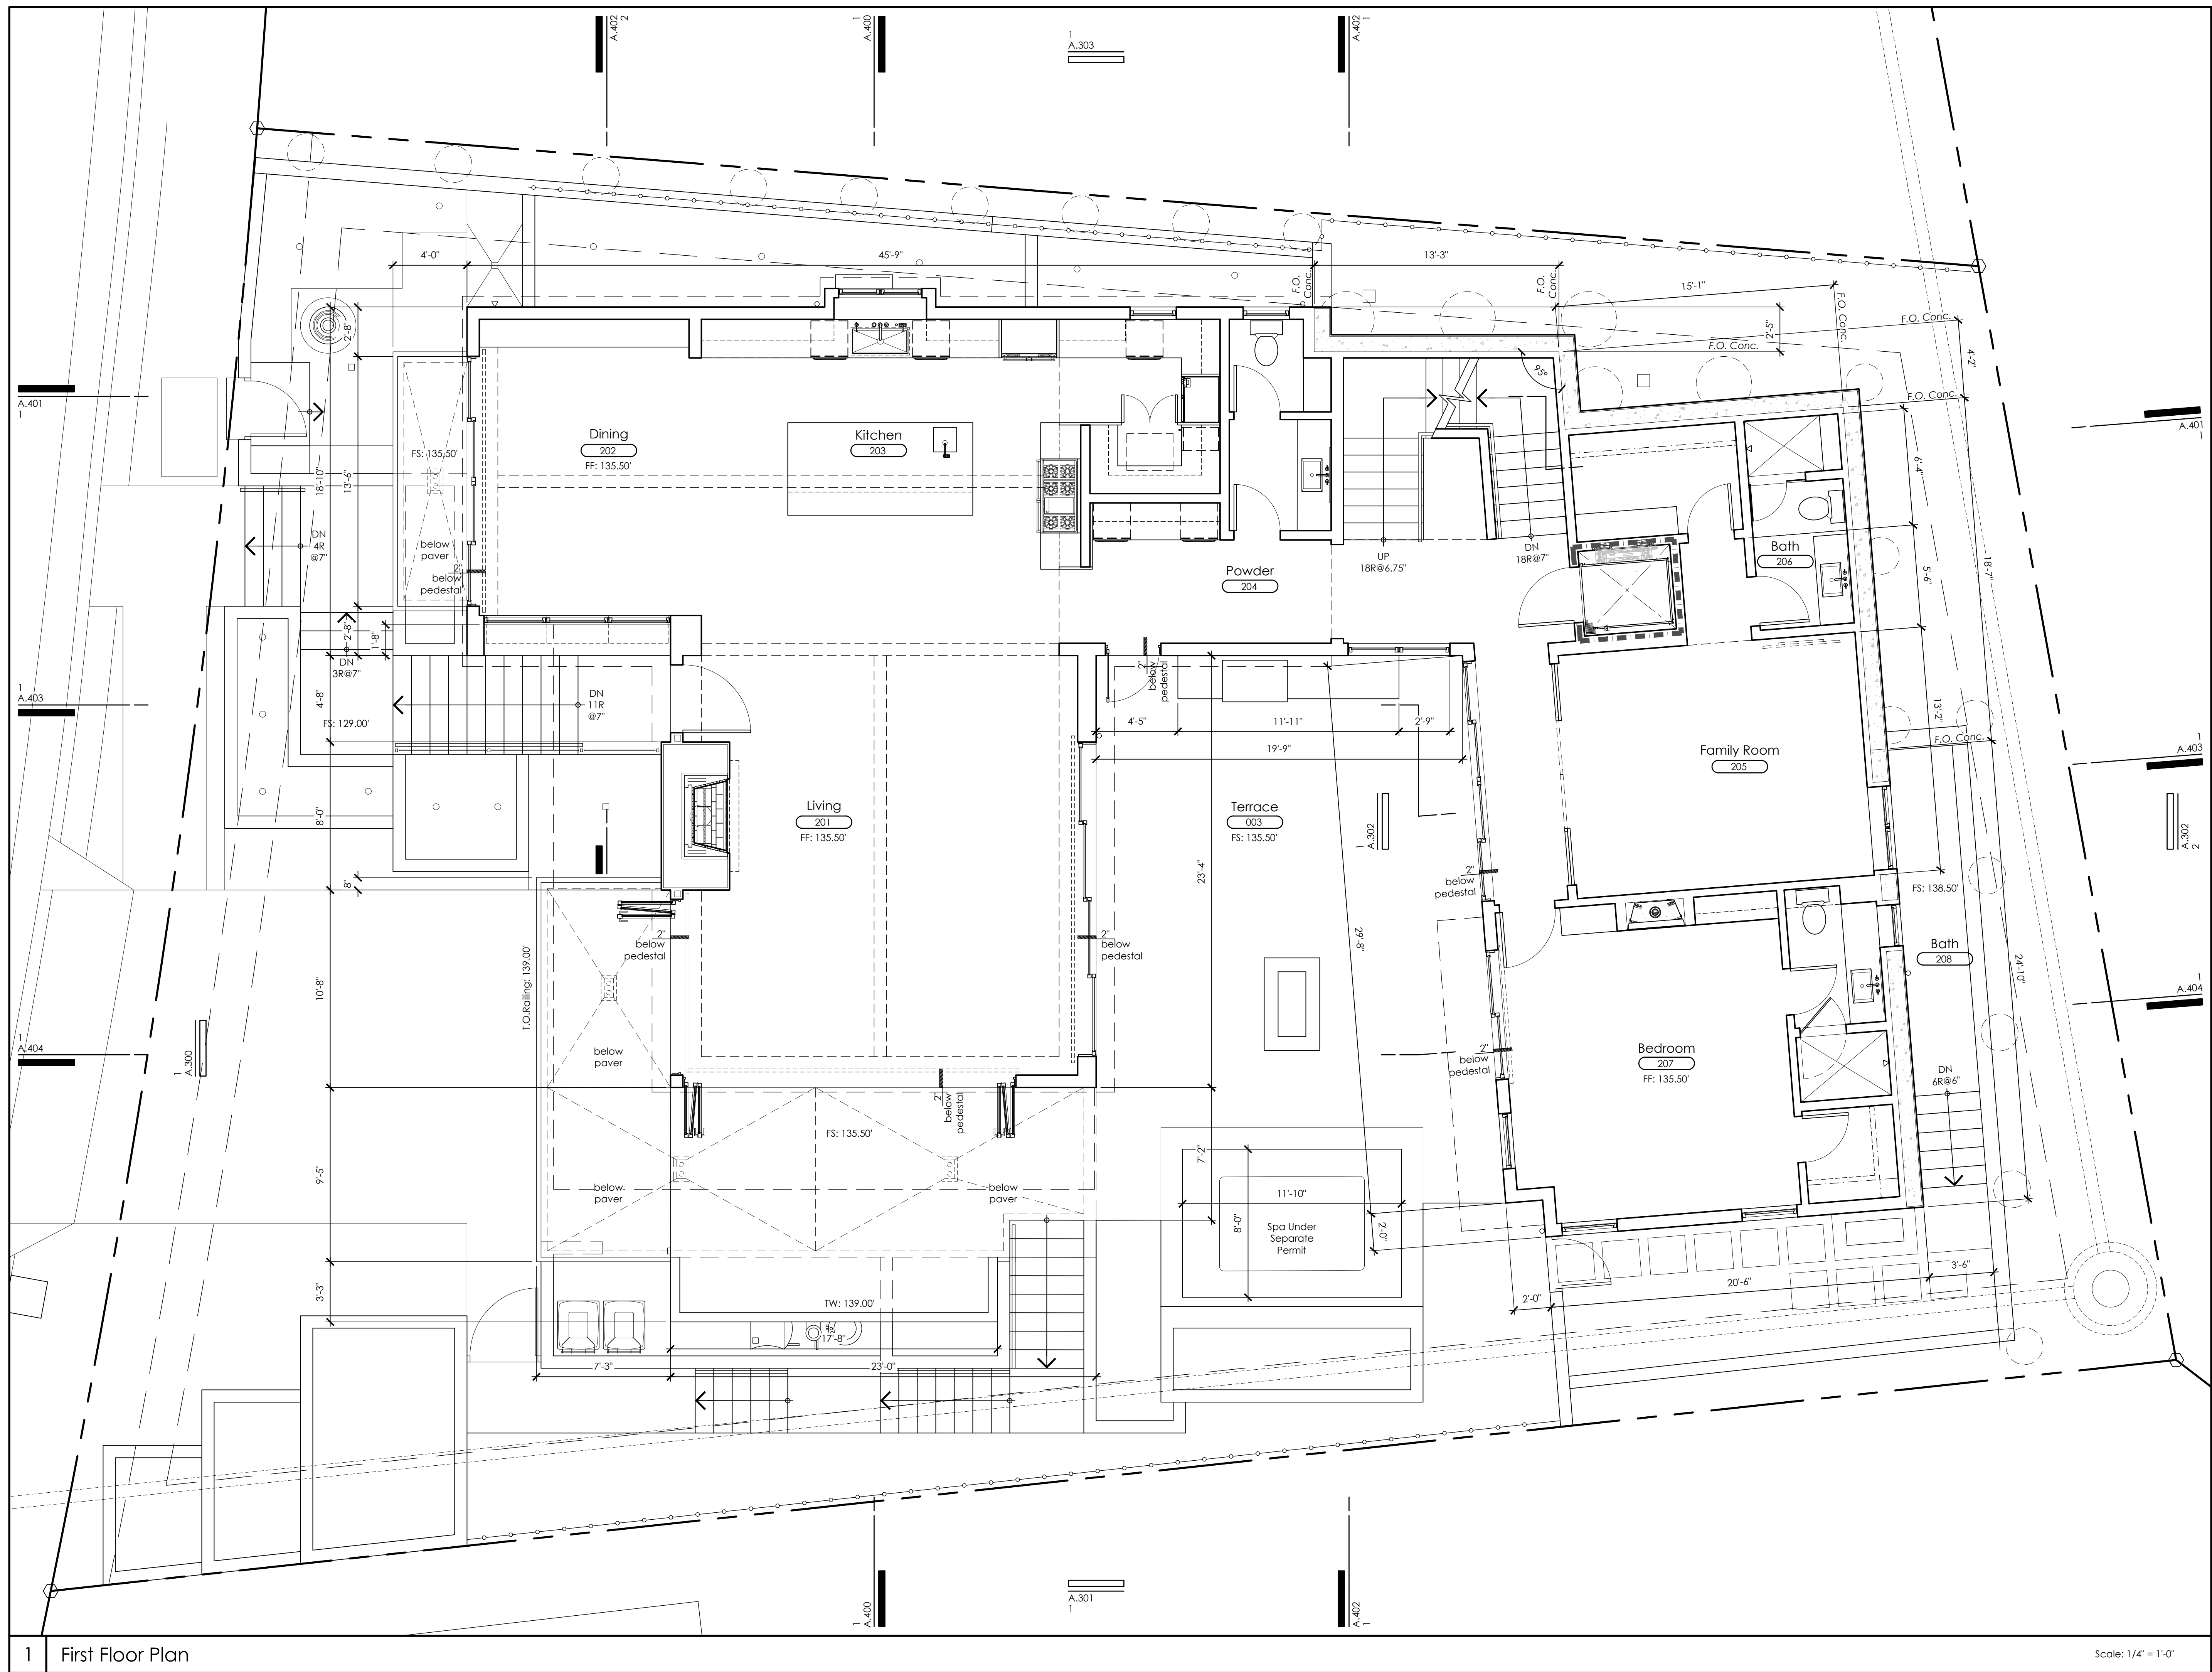 A.402
2
1
A.400
1
A.303
A.402
1
4'-0"
45'-9"
13'-3"
F.O.
Conc.
F.O.
Conc.
15'-1"
F.O. Conc.
2'-5"
F.O. Conc.
F.O. Conc.
4'-2"
F.O. Conc.
95°
2'-8"
A.401
1
A.401
1
Dining
202
FF: 135.50'
Kitchen
203
FS: 135.50'
18'-10"
13'-6"
6'-4"
DN
4R
@7"
below
paver
2"
below
pedestal
UP
18R@6.75"
DN
18R@7"
Bath
206
5'-6"
18'-7"
Powder
204
2'-8"
1'-8"
DN
3R@7"
2"
below
pedestal
1
A.403
4'-8"
FS: 129.00'
DN
11R
@7"
4'-5"
11'-11"
2'-9"
19'-9"
13'-2"
F.O. Conc.
1
A.403
Family Room
205
Living
201
FF: 135.50'
Terrace
003
FS: 135.50'
8'-0"
1
A.302
A.302
2
23'-4"
8"
2"
below
pedestal
FS: 138.50'
2"
below
pedestal
2"
below
pedestal
29'-8"
Bath
208
24'-10"
T.O.Railing: 139.00'
10'-8"
1
A.404
1
A.404
1
A.300
below
paver
Bedroom
207
FF: 135.50'
2"
below
pedestal
DN
6R@6"
2"
below
pedestal
FS: 135.50'
9'-5"
7'-2"
below
paver
below
paver
11'-10"
8'-0"
Spa Under
Separate
Permit
2'-0"
3'-3"
TW: 139.00'
17'-8"
7'-3"
23'-0"
2'-0"
20'-6"
3'-6"
1
A.400
A.301
1
A.402
1
1
First Floor Plan
Scale: 1/4" = 1'-0"